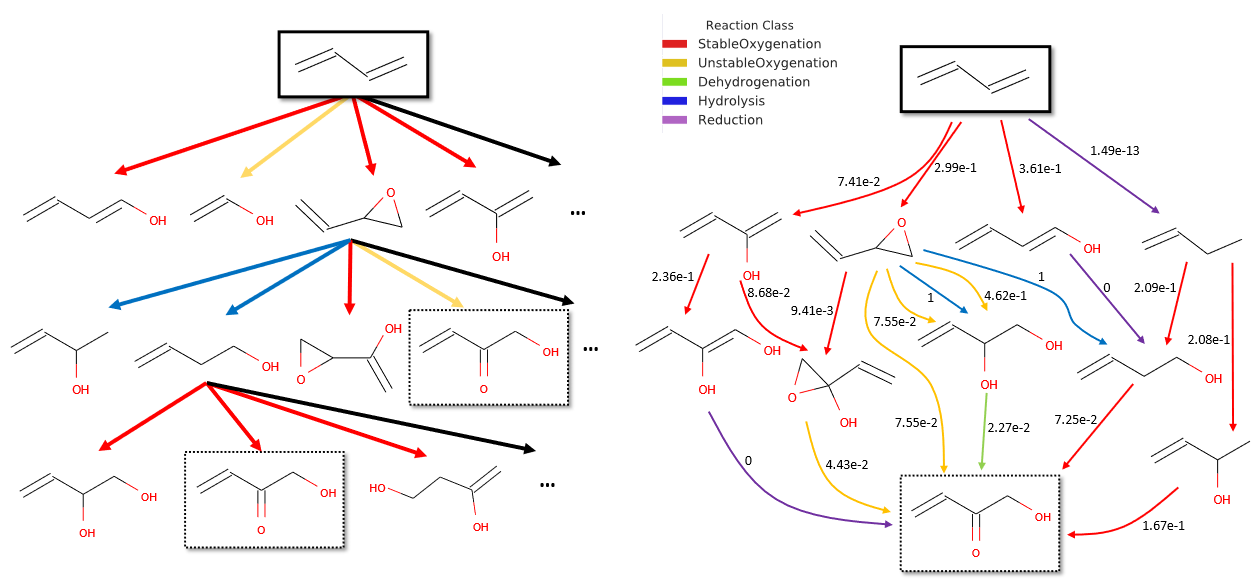 OH
OH
O
OH
...
OH
OH
OH
O
OH
O
...
OH
OH
OH
O
HO
OH
...
Reaction Class
StableOxygenation
UnstableOxygenation
Dehydrogenation
Hydrolysis
Reduction
7.41e-2
2.99e-1
3.61e-1
1.49e-13
OH
O
OH
2.36e-1
8.68e-2
9.41e-3
7.55e-2
1
4.62e-1
1
0
2.09e-1
2.08e-1
OH
OH
O
OH
OH
OH
OH
OH
0
4.43e-2
7.55e-2
2.27e-2
7.25e-2
1.67e-1
OH
O